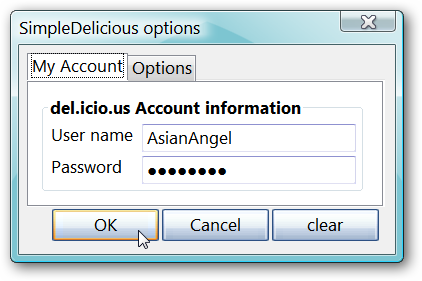 SimpleDelicious options
My Account Options
del.icio.us Account information
User name AsianAngel
Password ●●●●●●●●
OK Cancel clear